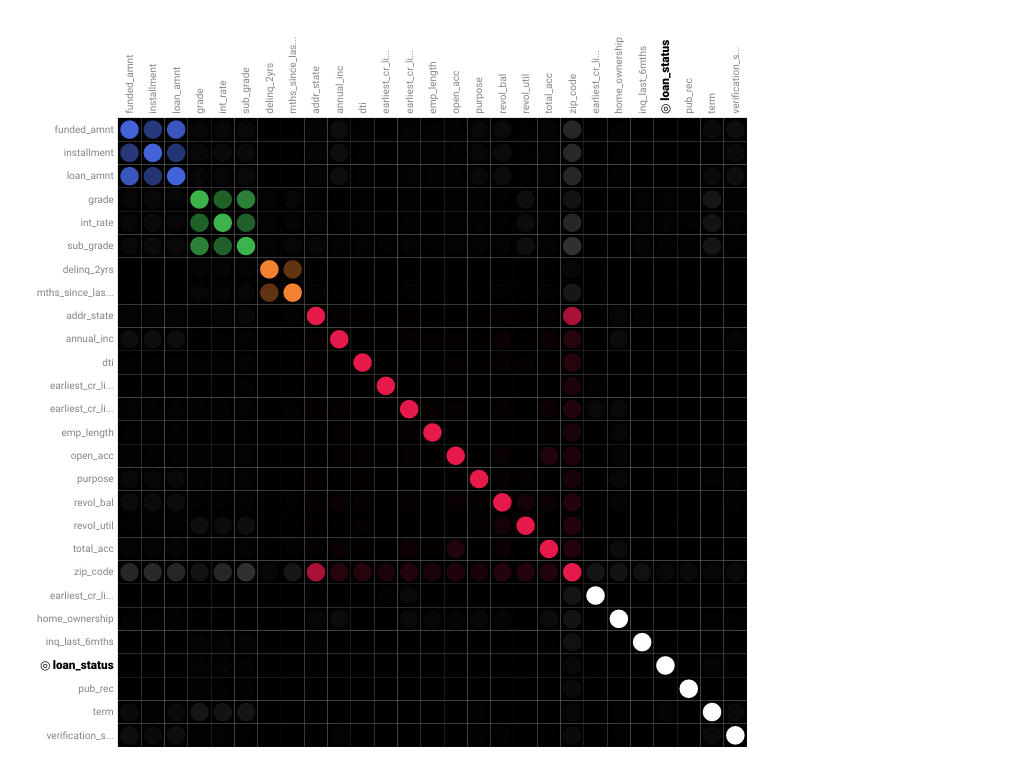 funded_amnt
installment
loan_amnt
grade
int_rate
sub_grade
delinq_2yrs
mths_since_las...
addr_state
annual_inc
dti
earliest_cr_li...
earliest_cr_li...
emp_length
open_acc
purpose
revol_bal
revol_util
total_acc
zip_code
earliest_cr_li...
home_ownership
inq_last_6mths
◎ loan_status
pub_rec
term
verification_s...
funded_amnt
installment
loan_amnt
grade
int_rate
sub_grade
delinq_2yrs
mths_since_las...
addr_state
annual_inc
dti
earliest_cr_li...
earliest_cr_li...
emp_length
open_acc
purpose
revol_bal
revol_util
total_acc
zip_code
earliest_cr_li...
home_ownership
inq_last_6mths
◎ loan_status
pub_rec
term
verification_s...